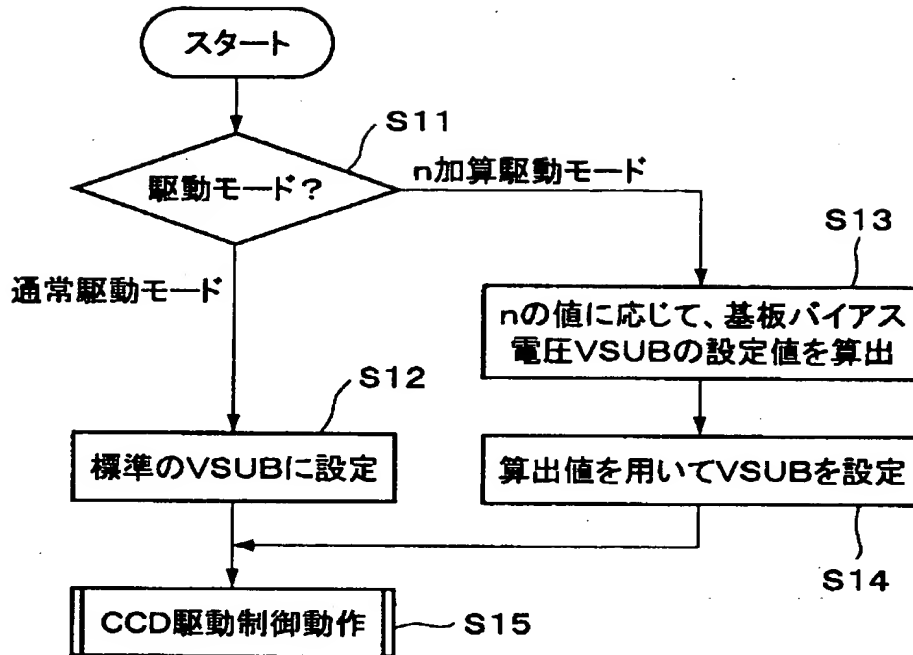 スタート
S11
駆動モード？
n加算駆動モード
S13
通常駆動モード
nの値に応じて、基板バイアス
電圧VSUBの設定値を算出
S12
標準のVSUBに設定
算出値を用いてVSUBを設定
S14
CCD駆動制御動作
S15